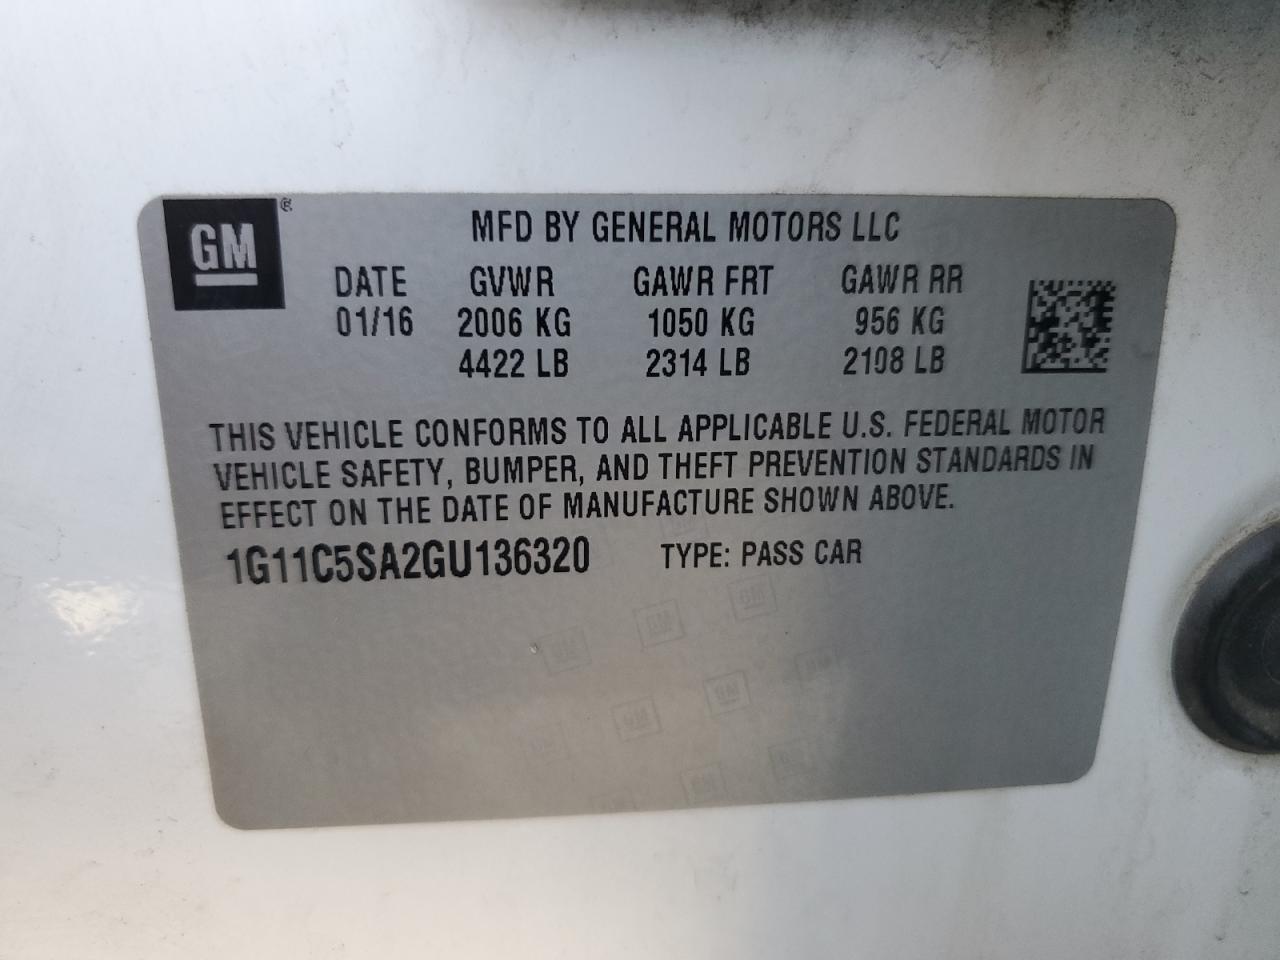 GM ®
MFD BY GENERAL MOTORS LLC
DATE GVWR GAWR FRT GAWR RR
01/16 2006 KG 1050 KG 956 KG
4422 LB 2314 LB 2108 LB
THIS VEHICLE CONFORMS TO ALL APPLICABLE U.S. FEDERAL MOTOR
VEHICLE SAFETY, BUMPER, AND THEFT PREVENTION STANDARDS IN
EFFECT ON THE DATE OF MANUFACTURE SHOWN ABOVE.
1G11C5SA2GU136320 TYPE: PASS CAR